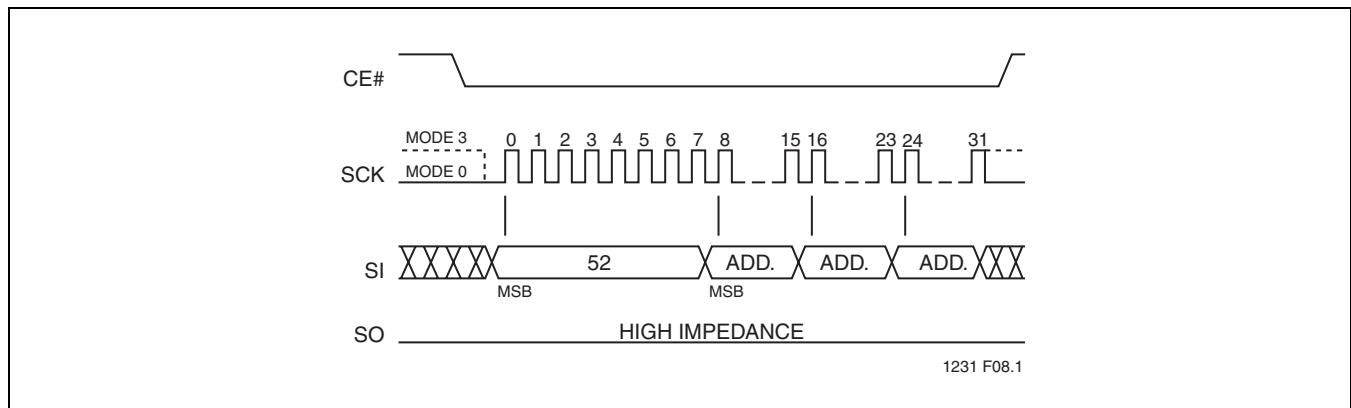 CE#
MODE 3
0 1 2 3 4 5 6 7 8 15 16 23 24 31
SCK
MODE 0
SI
52
ADD.
ADD.
ADD.
MSB
MSB
SO
HIGH IMPEDANCE
1231 F08.1